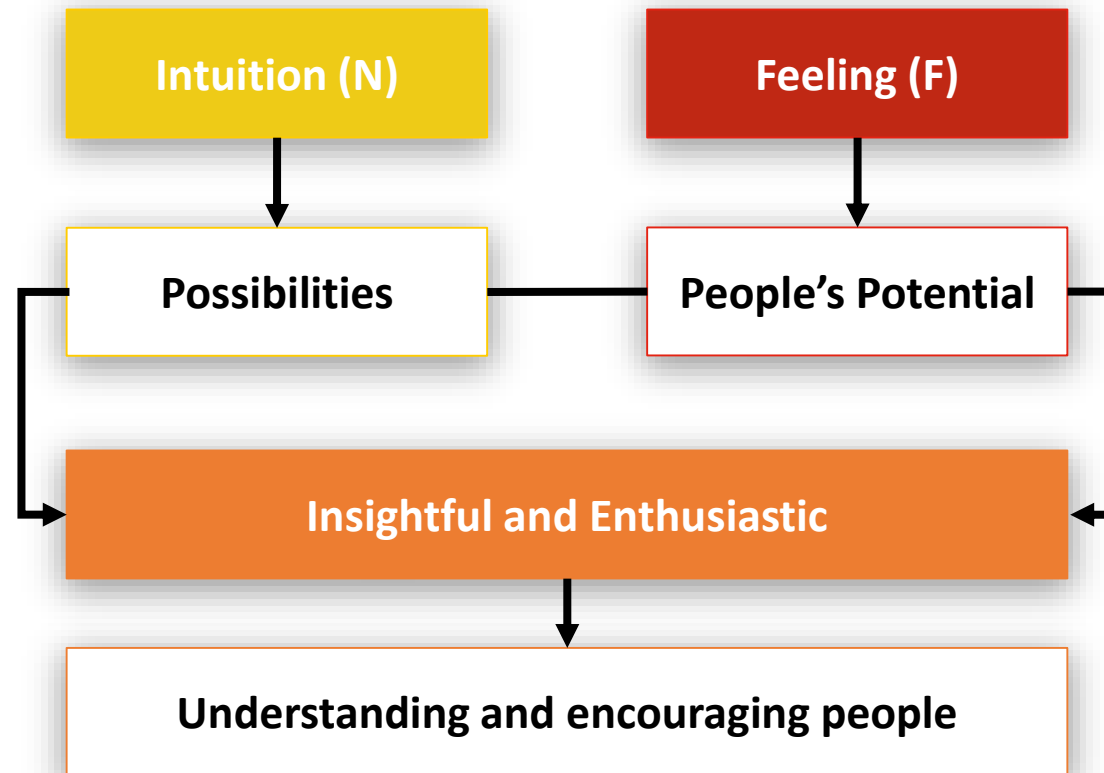 Intuition (N)
Feeling (F)
Possibilities
People’s Potential
Insightful and Enthusiastic
Understanding and encouraging people